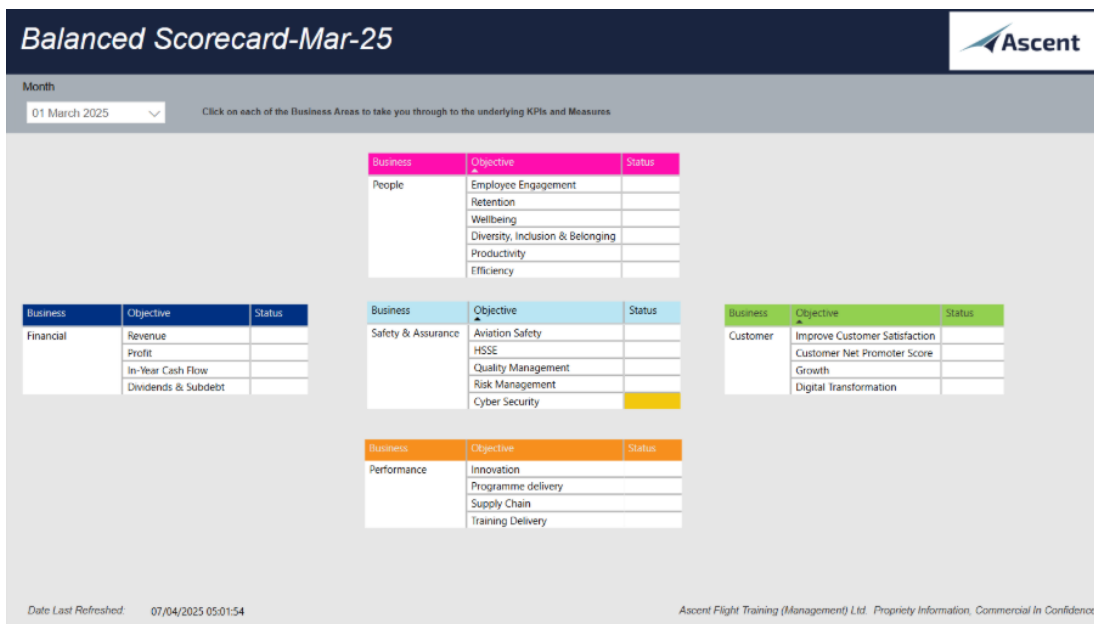 Balanced Scorecard-Mar-25
Ascent
Month
01 March 2025
Click on each of the Business Areas to take you through to the underlying KPIs and Measures
Business Objective Status
People Employee Engagement
Retention
Wellbeing
Diversity, Inclusion & Belonging
Productivity
Efficiency
Business Objective Status
Financial Revenue
Profit
In-Year Cash Flow
Dividends & Subdebt
Business Objective Status
Safety & Assurance Aviation Safety
HSSE
Quality Management
Risk Management
Cyber Security
Business Objective Status
Customer Improve Customer Satisfaction
Customer Net Promoter Score
Growth
Digital Transformation
Business Objective Status
Performance Innovation
Programme delivery
Supply Chain
Training Delivery
Date Last Refreshed: 07/04/2025 05:01:54
Ascent Flight Training (Management) Ltd. Propriety Information, Commercial In Confidence